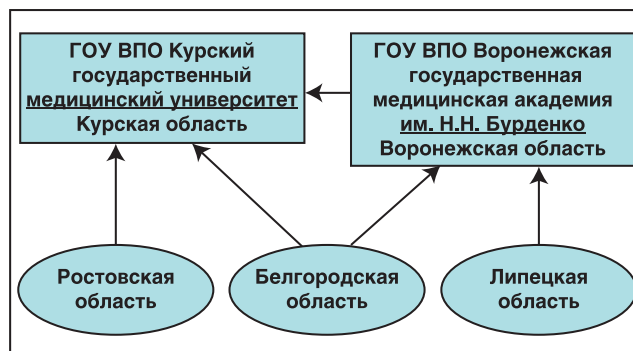 ГОУ ВПО Курский
государственный
медицинский университет
Курская область
ГОУ ВПО Воронежская
государственная
медицинская академия
им. Н.Н. Бурденко
Воронежская область
Ростовская
область
Белгородская
область
Липецкая
область